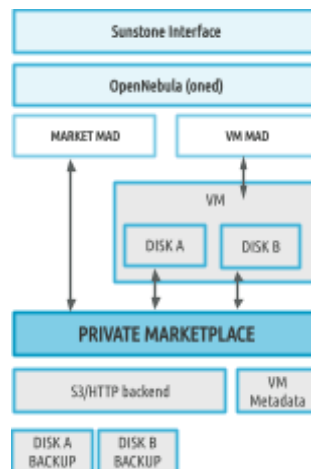 Sunstone Interface
OpenNebula (oned)
MARKET MAD
VM MAD
VM
DISK A
DISK B
PRIVATE MARKETPLACE
S3/HTTP backend
VM
Metadata
DISK A
BACKUP
DISK B
BACKUP